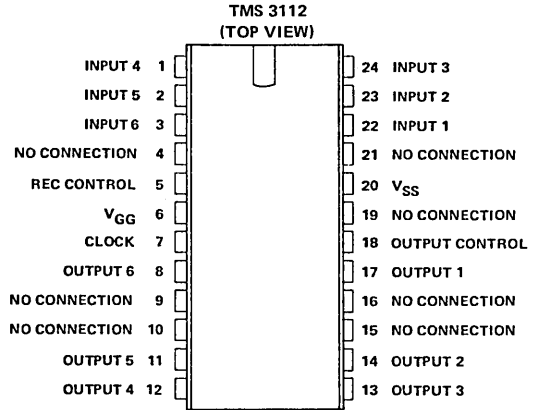 TMS 3112
(TOP VIEW)
INPUT 4 1
INPUT 5 2
INPUT 6 3
NO CONNECTION 4
REC CONTROL 5
VGG 6
CLOCK 7
OUTPUT 6 8
NO CONNECTION 9
NO CONNECTION 10
OUTPUT 5 11
OUTPUT 4 12
24 INPUT 3
23 INPUT 2
22 INPUT 1
21 NO CONNECTION
20 VSS
19 NO CONNECTION
18 OUTPUT CONTROL
17 OUTPUT 1
16 NO CONNECTION
15 NO CONNECTION
14 OUTPUT 2
13 OUTPUT 3